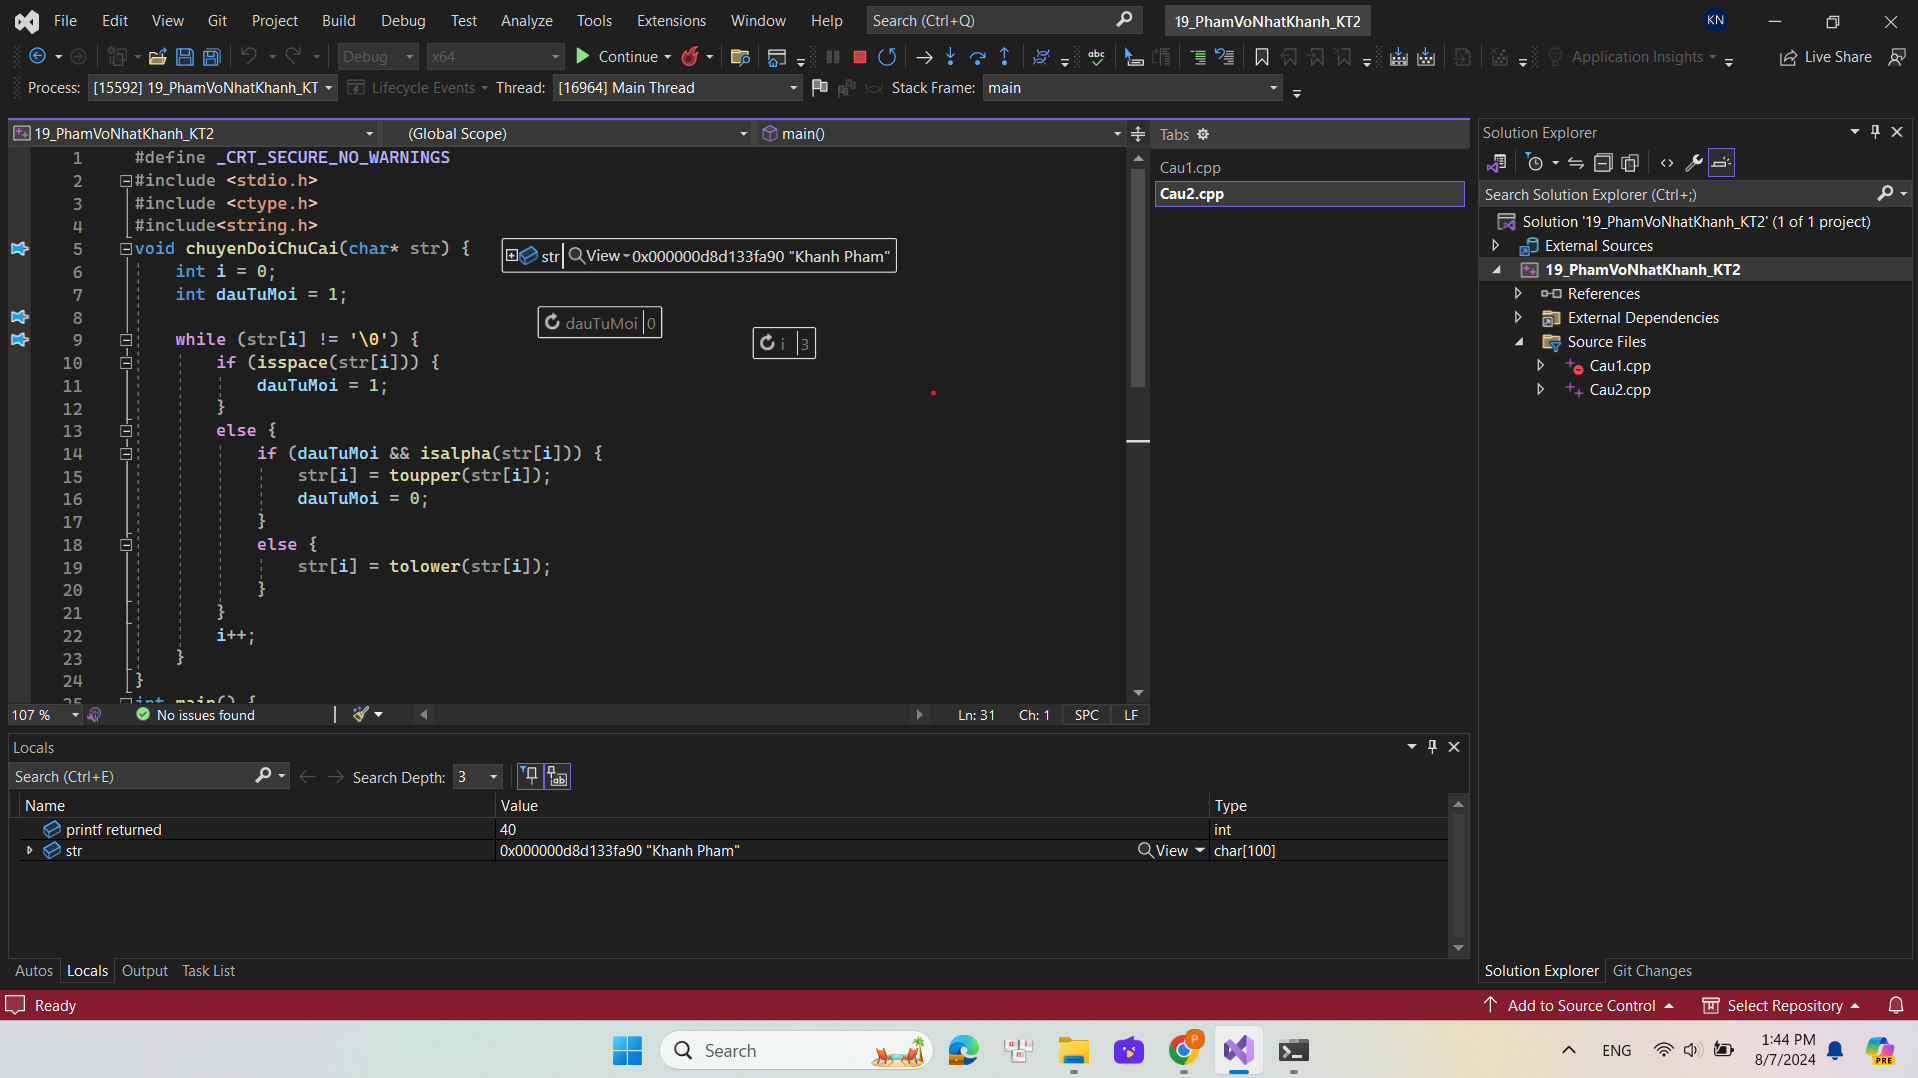 File Edit View Git Project Build Debug Test Analyze Tools Extensions Window Help Search (Ctrl+Q) 19_PhamVoNhatKhanh_KT2 KN
Debug x64 Continue abc Application Insights Live Share
Process: [15592] 19_PhamVoNhatKhanh_KT Lifecycle Events Thread: [16964] Main Thread Stack Frame: main
19_PhamVoNhatKhanh_KT2 (Global Scope) main()
1 #define _CRT_SECURE_NO_WARNINGS
2 #include <stdio.h>
3 #include <ctype.h>
4 #include<string.h>
5 void chuyenDoiChuCai(char* str) {
str View 0x000000d8d133fa90 "Khanh Pham"
6 int i = 0;
7 int dauTuMoi = 1;
8
dauTuMoi 0
9 while (str[i] != '\0') {
i 3
10 if (isspace(str[i])) {
11 dauTuMoi = 1;
12 }
13 else {
14 if (dauTuMoi && isalpha(str[i])) {
15 str[i] = toupper(str[i]);
16 dauTuMoi = 0;
17 }
18 else {
19 str[i] = tolower(str[i]);
20 }
21 }
22 i++;
23 }
24 }
25 int main() {
107 % No issues found Ln: 31 Ch: 1 SPC LF
Tabs
Cau1.cpp
Cau2.cpp
Solution Explorer
Search Solution Explorer (Ctrl+;)
Solution '19_PhamVoNhatKhanh_KT2' (1 of 1 project)
External Sources
19_PhamVoNhatKhanh_KT2
References
External Dependencies
Source Files
Cau1.cpp
Cau2.cpp
Locals
Search (Ctrl+E) Search Depth: 3 ab
Name Value Type
printf returned 40 int
str 0x000000d8d133fa90 "Khanh Pham" View char[100]
Autos Locals Output Task List
Solution Explorer Git Changes
Ready Add to Source Control Select Repository
Search P ENG 1:44 PM
8/7/2024 PRE